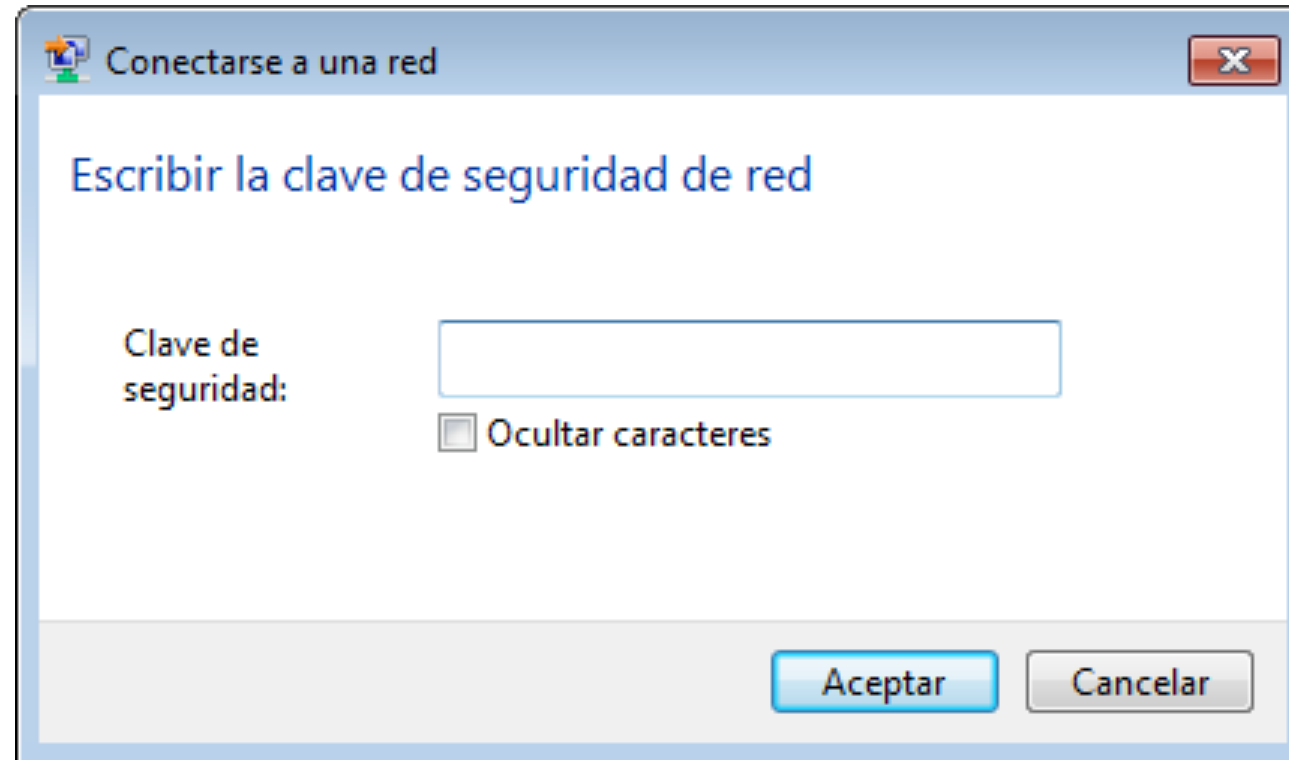 Conectarse a una red
Escribir la clave de seguridad de red
Clave de
seguridad:
Ocultar caracteres
Aceptar
Cancelar